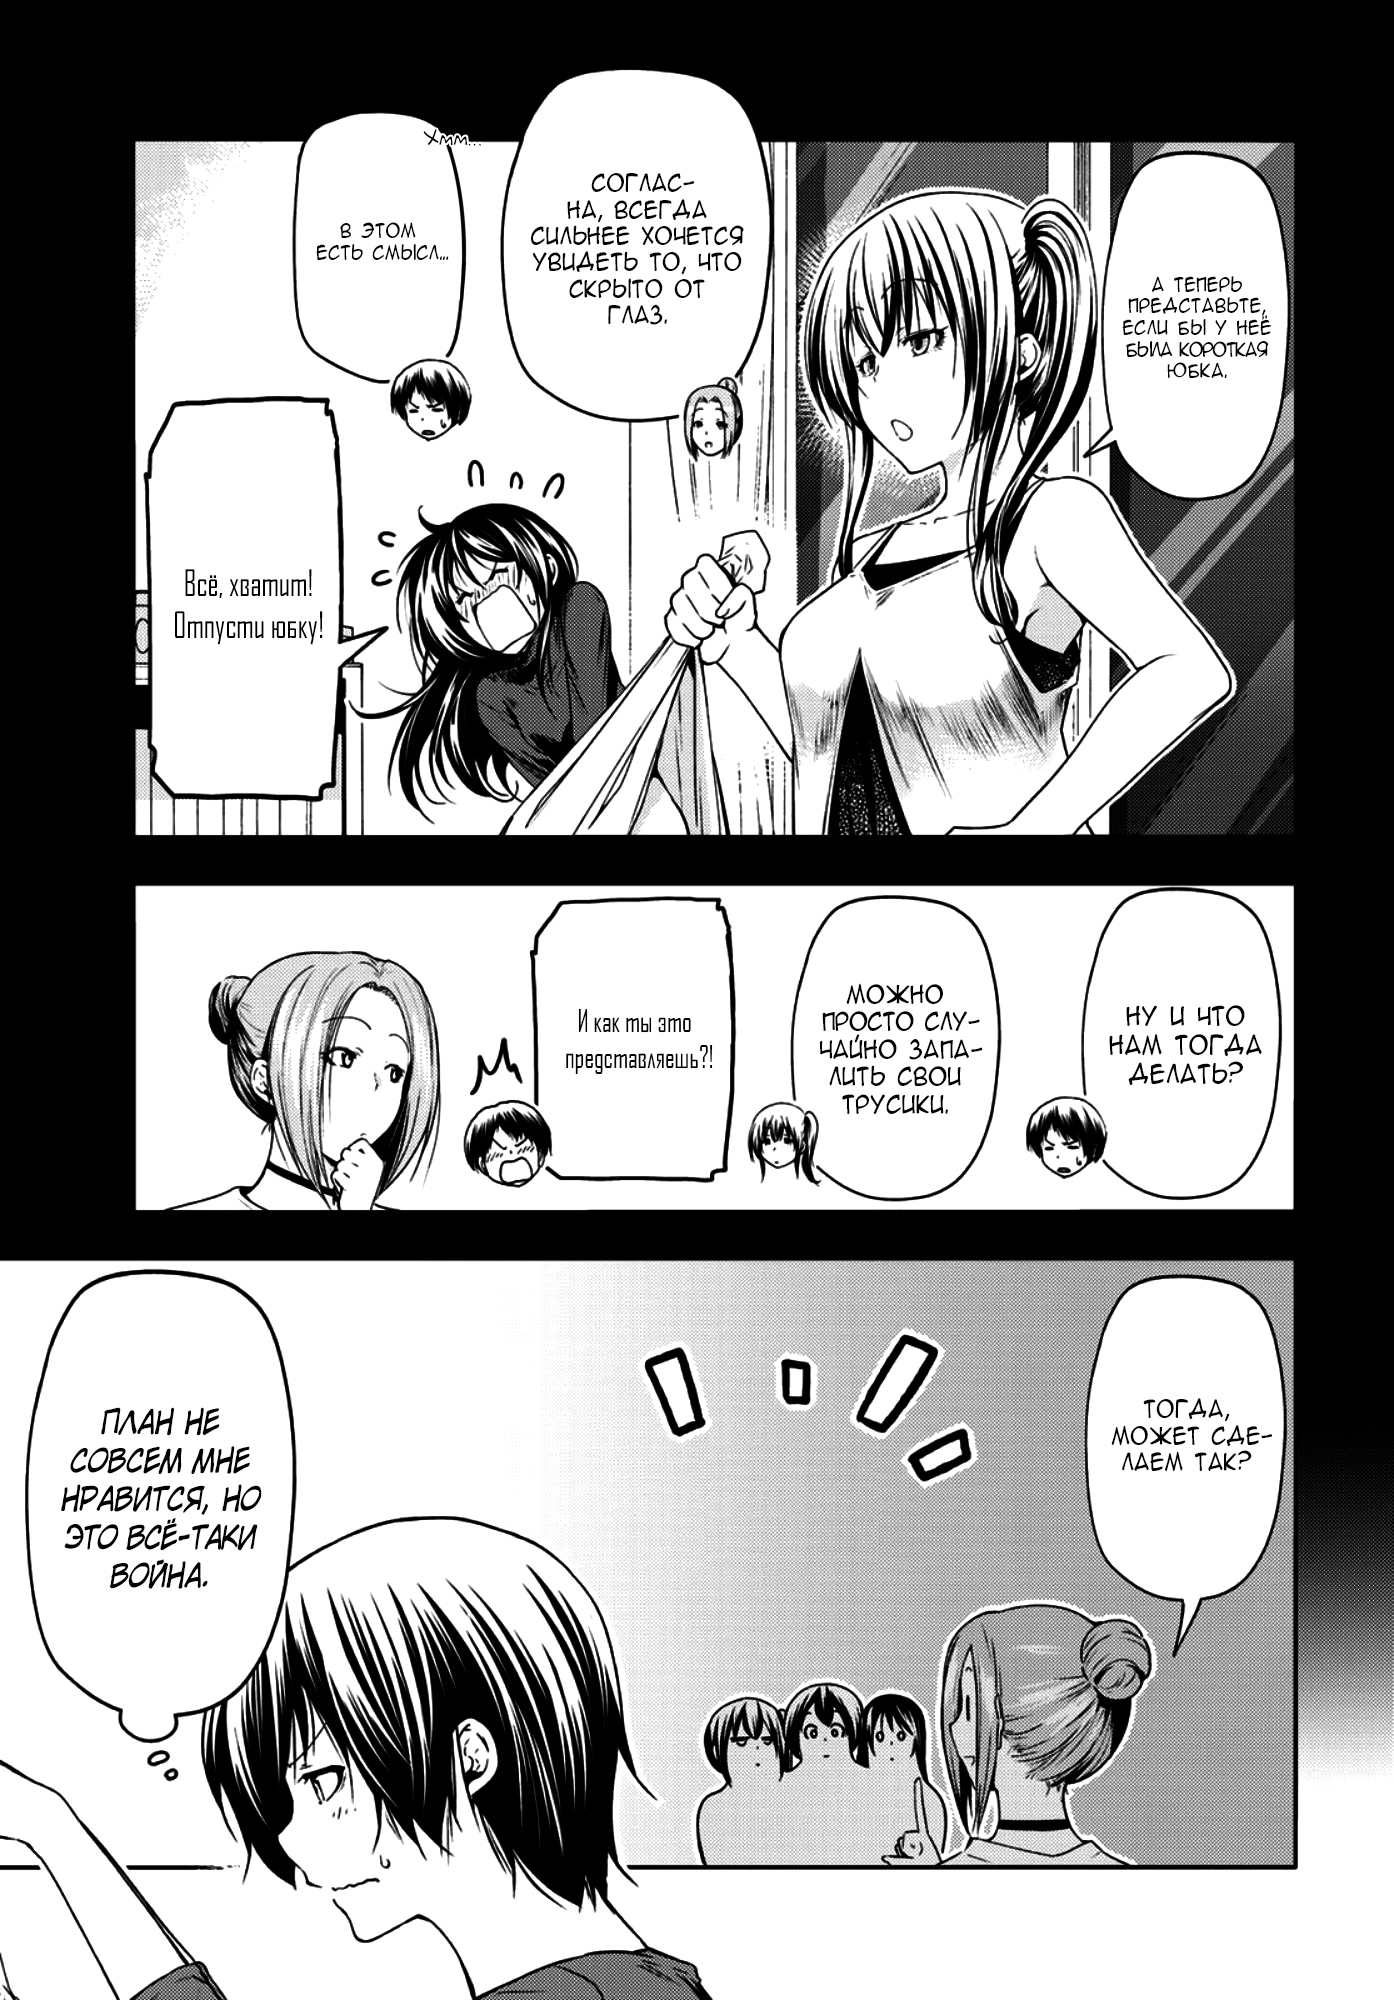 А ТЕПЕРЬ
ПРЕДСТАВЬТЕ,
ЕСЛИ БЫ У НЕЁ
БЫЛА КОРОТКАЯ
ЮБКА.
СОГЛАС-
НА, ВСЕГДА
СИЛЬНЕЕ ХОЧЕТСЯ
УВИДЕТЬ ТО, ЧТО
СКРЫТО ОТ
ГЛАЗ.
ХММ...
В ЭТОМ
ЕСТЬ СМЫСЛ...
Всё, хватит!
Отпусти юбку!
НУ И ЧТО
НАМ ТОГДА
ДЕЛАТЬ?
МОЖНО
ПРОСТО СЛУ-
ЧАЙНО ЗАПА-
ЛИТЬ СВОИ
ТРУСИКИ.
И как ты это
представляешь?!
ТОГДА,
МОЖЕТ СДЕ-
ЛАЕМ ТАК?
ПЛАН НЕ
СОВСЕМ МНЕ
НРАВИТСЯ, НО
ЭТО ВСЁ-ТАКИ
ВОЙНА.